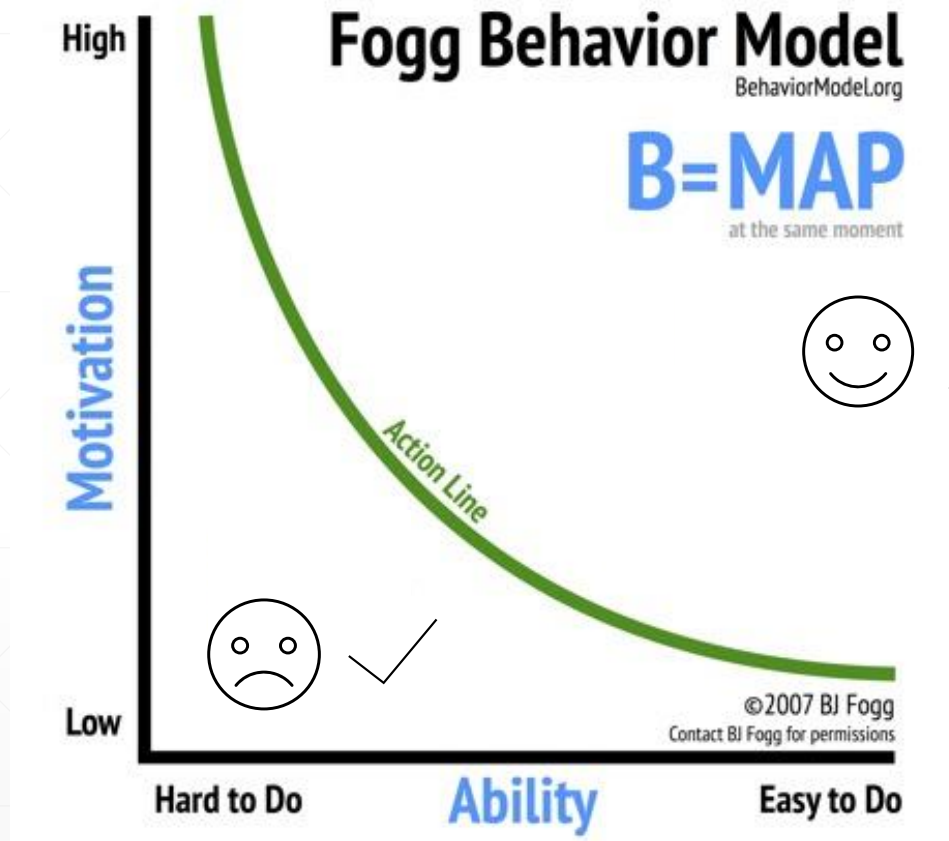 High
Fogg Behavior Model
BehaviorModel.org
B=MAP
at the same moment
Motivation
Action Line
©2007 BJ Fogg
Contact BJ Fogg for permissions
Low
Hard to Do
Ability
Easy to Do